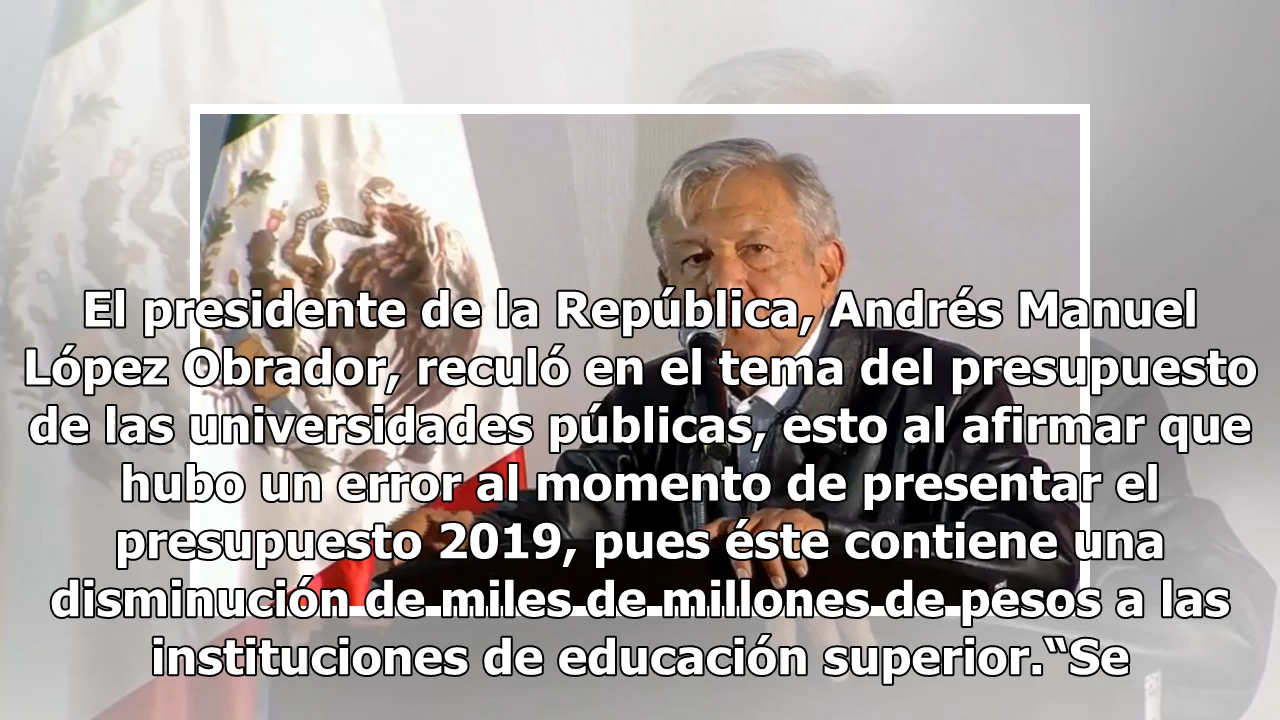 El presidente de la República, Andrés Manuel
López Obrador, reculó en el tema del presupuesto
de las universidades públicas, esto al afirmar que
hubo un error al momento de presentar el
presupuesto 2019, pues éste contiene una
disminución de miles de millones de pesos a las
instituciones de educación superior.“Se